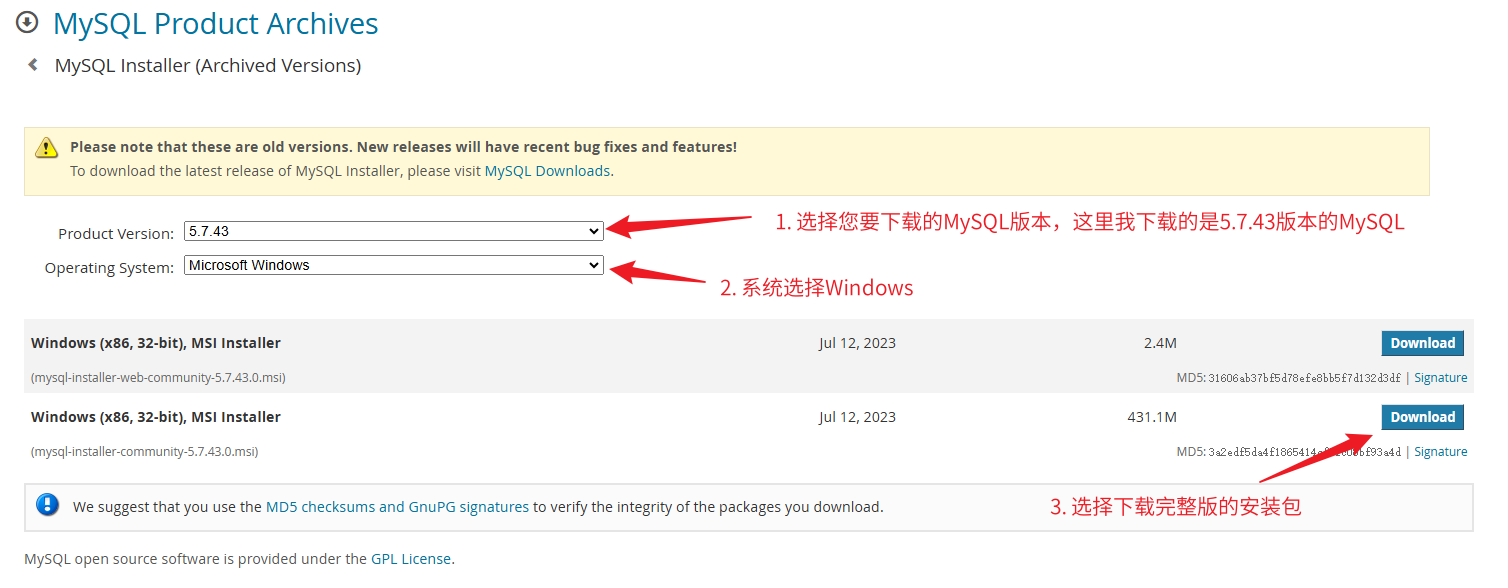 MySQL Product Archives
MySQL Installer (Archived Versions)
Please note that these are old versions. New releases will have recent bug fixes and features!
To download the latest release of MySQL Installer, please visit MySQL Downloads.
Product Version: 5.7.43
1. 选择您要下载的MySQL版本，这里我下载的是5.7.43版本的MySQL
Operating System: Microsoft Windows
2. 系统选择Windows
Windows (x86, 32-bit), MSI Installer Jul 12, 2023 2.4M Download
(mysql-installer-web-community-5.7.43.0.msi) MD5: 31606ab37bf5d78efe8bb5f7d132d3df | Signature
Windows (x86, 32-bit), MSI Installer Jul 12, 2023 431.1M Download
(mysql-installer-community-5.7.43.0.msi) MD5: | Signature
We suggest that you use the MD5 checksums and GnuPG signatures to verify the integrity of the packages you download.
3. 选择下载完整版的安装包
MySQL open source software is provided under the GPL License.